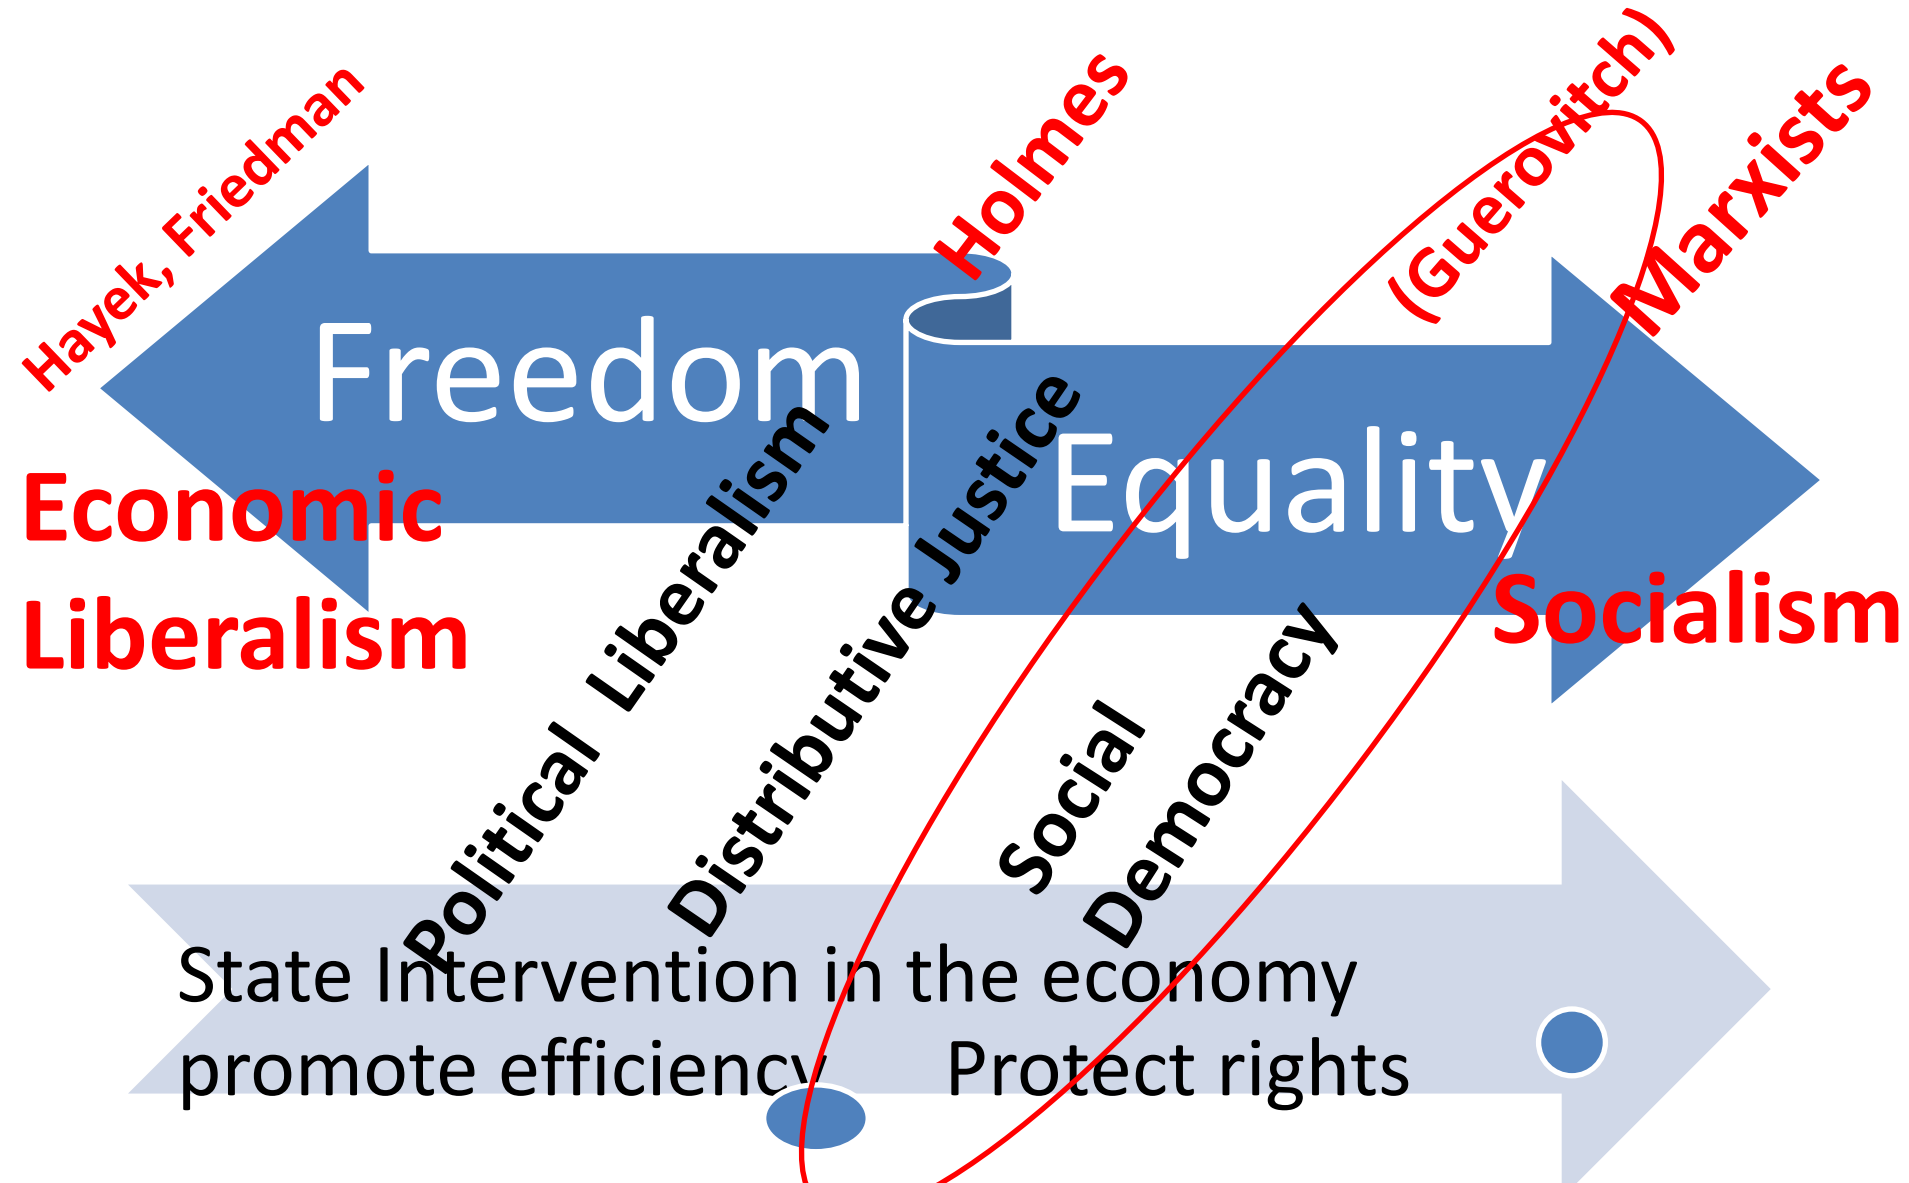 Hayek, Friedman
Holmes
(Guerovitch)
Marxists
Freedom
Equality
Economic
Liberalism
Socialism
Political Liberalism
Distributive Justice
Social
Democracy
State Intervention in the economy
promote efficiency Protect rights